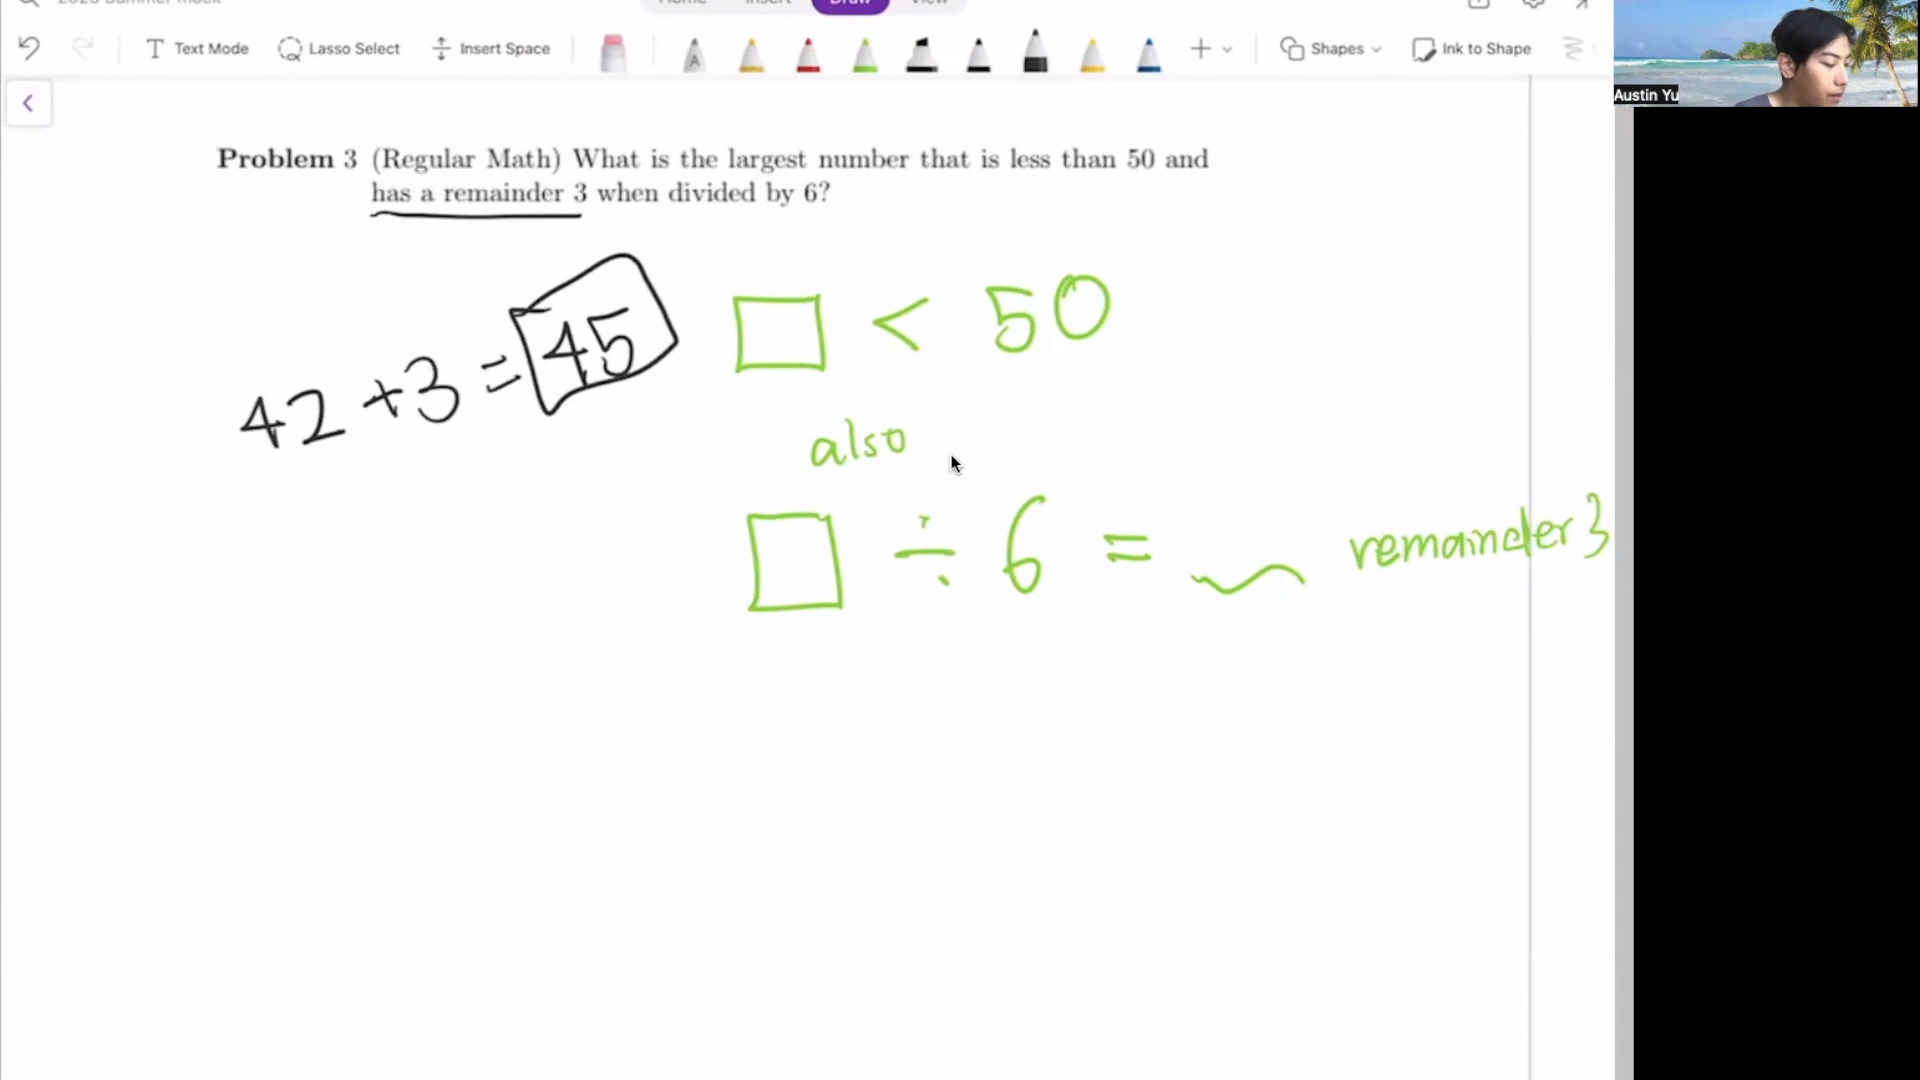 Draw
Text Mode
Lasso Select
Insert Space
A
Shapes
Ink to Shape
Austin Yu
Problem 3 (Regular Math) What is the largest number that is less than 50 and
has a remainder 3 when divided by 6?
42 + 3 = 45
□ < 50
also
□ ÷ 6 = remainder 3